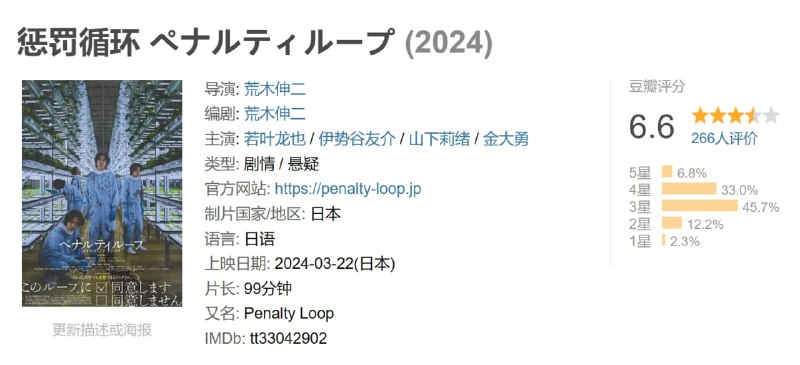 惩罚循环 ペナルティループ (2024)
导演: 荒木伸二
编剧: 荒木伸二
主演: 若叶龙也 / 伊势谷友介 / 山下莉绪 / 金大勇
类型: 剧情 / 悬疑
官方网站: https://penalty-loop.jp
制片国家/地区: 日本
语言: 日语
上映日期: 2024-03-22(日本)
片长: 99分钟
又名: Penalty Loop
IMDb: tt33042902
豆瓣评分
6.6
266人评价
5星 6.8%
4星 33.0%
3星 45.7%
2星 12.2%
1星 2.3%
ペナルティループ
このループに 同意します
同意しません
更新描述或海报